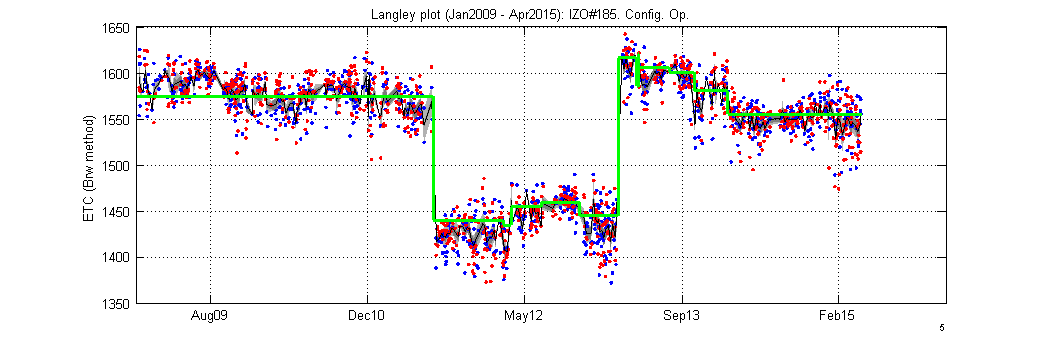 Langley plot (Jan2009 - Apr2015): IZO#185. Config. Op.
ETC (Brw method)
1650
1600
1550
1500
1450
1400
1350
Aug09 Dec10 May12 Sep13 Feb15
5